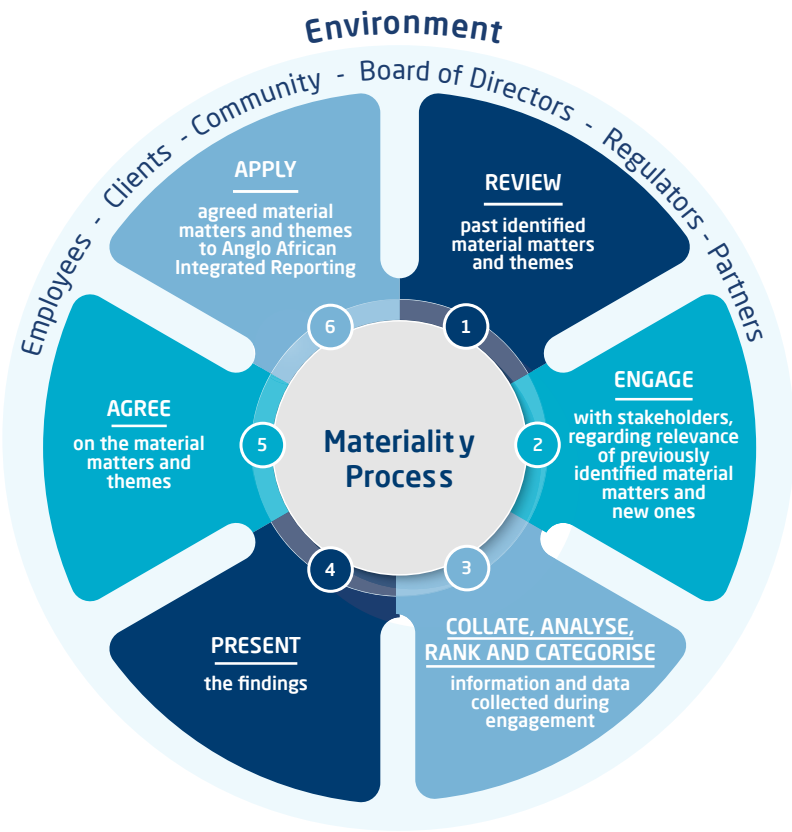 Environment
Employees - Clients - Community - Board of Directors - Regulators - Partners
Materiality
Process
1
REVIEW
past identified
material matters
and themes
2
ENGAGE
with stakeholders,
regarding relevance
of previously
identified material
matters and
new ones
3
COLLATE, ANALYSE,
RANK AND CATEGORISE
information and data
collected during
engagement
4
PRESENT
the findings
5
AGREE
on the material
matters and
themes
6
APPLY
agreed material
matters and themes
to Anglo African
Integrated Reporting